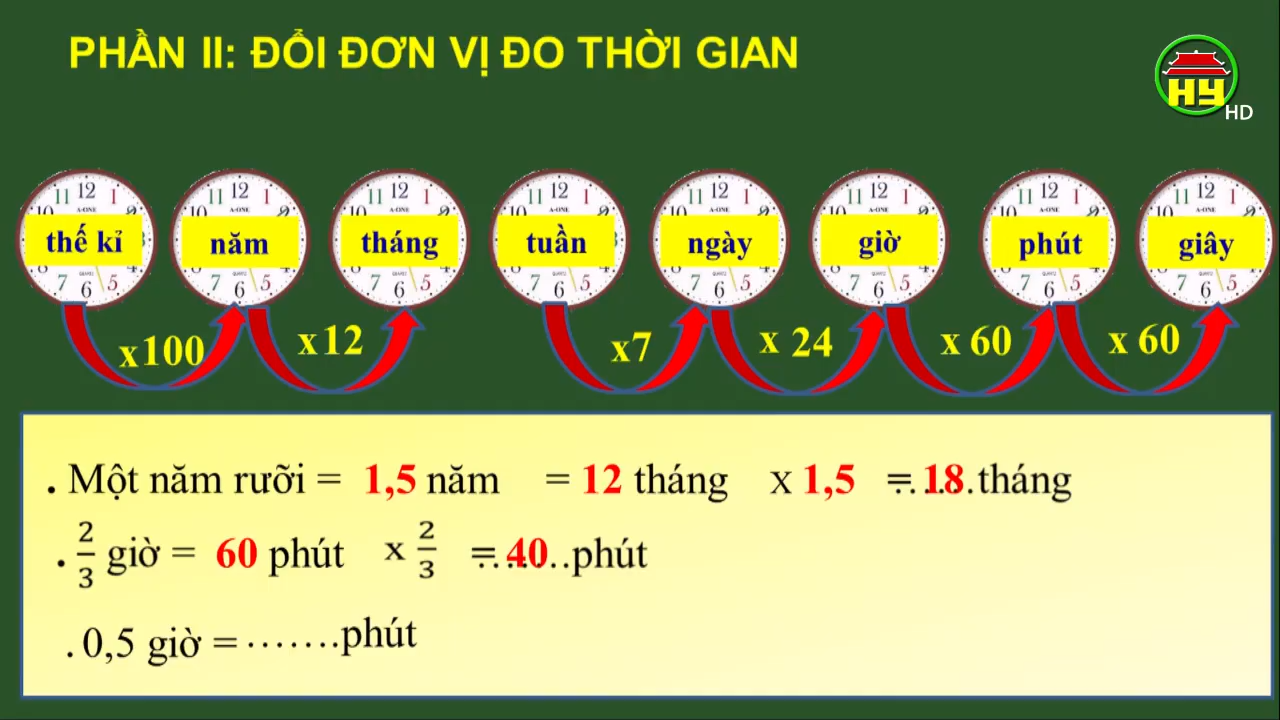 PHẦN II: ĐỔI ĐƠN VỊ ĐO THỜI GIAN
HY HD
thế kỉ năm tháng tuần ngày giờ phút giây
x100 x12 x7 x 24 x 60 x 60
. Một năm rưỡi = 1,5 năm = 12 tháng x 1,5 = 18 tháng
. 2/3 giờ = 60 phút x 2/3 = 40 phút
. 0,5 giờ = .......phút